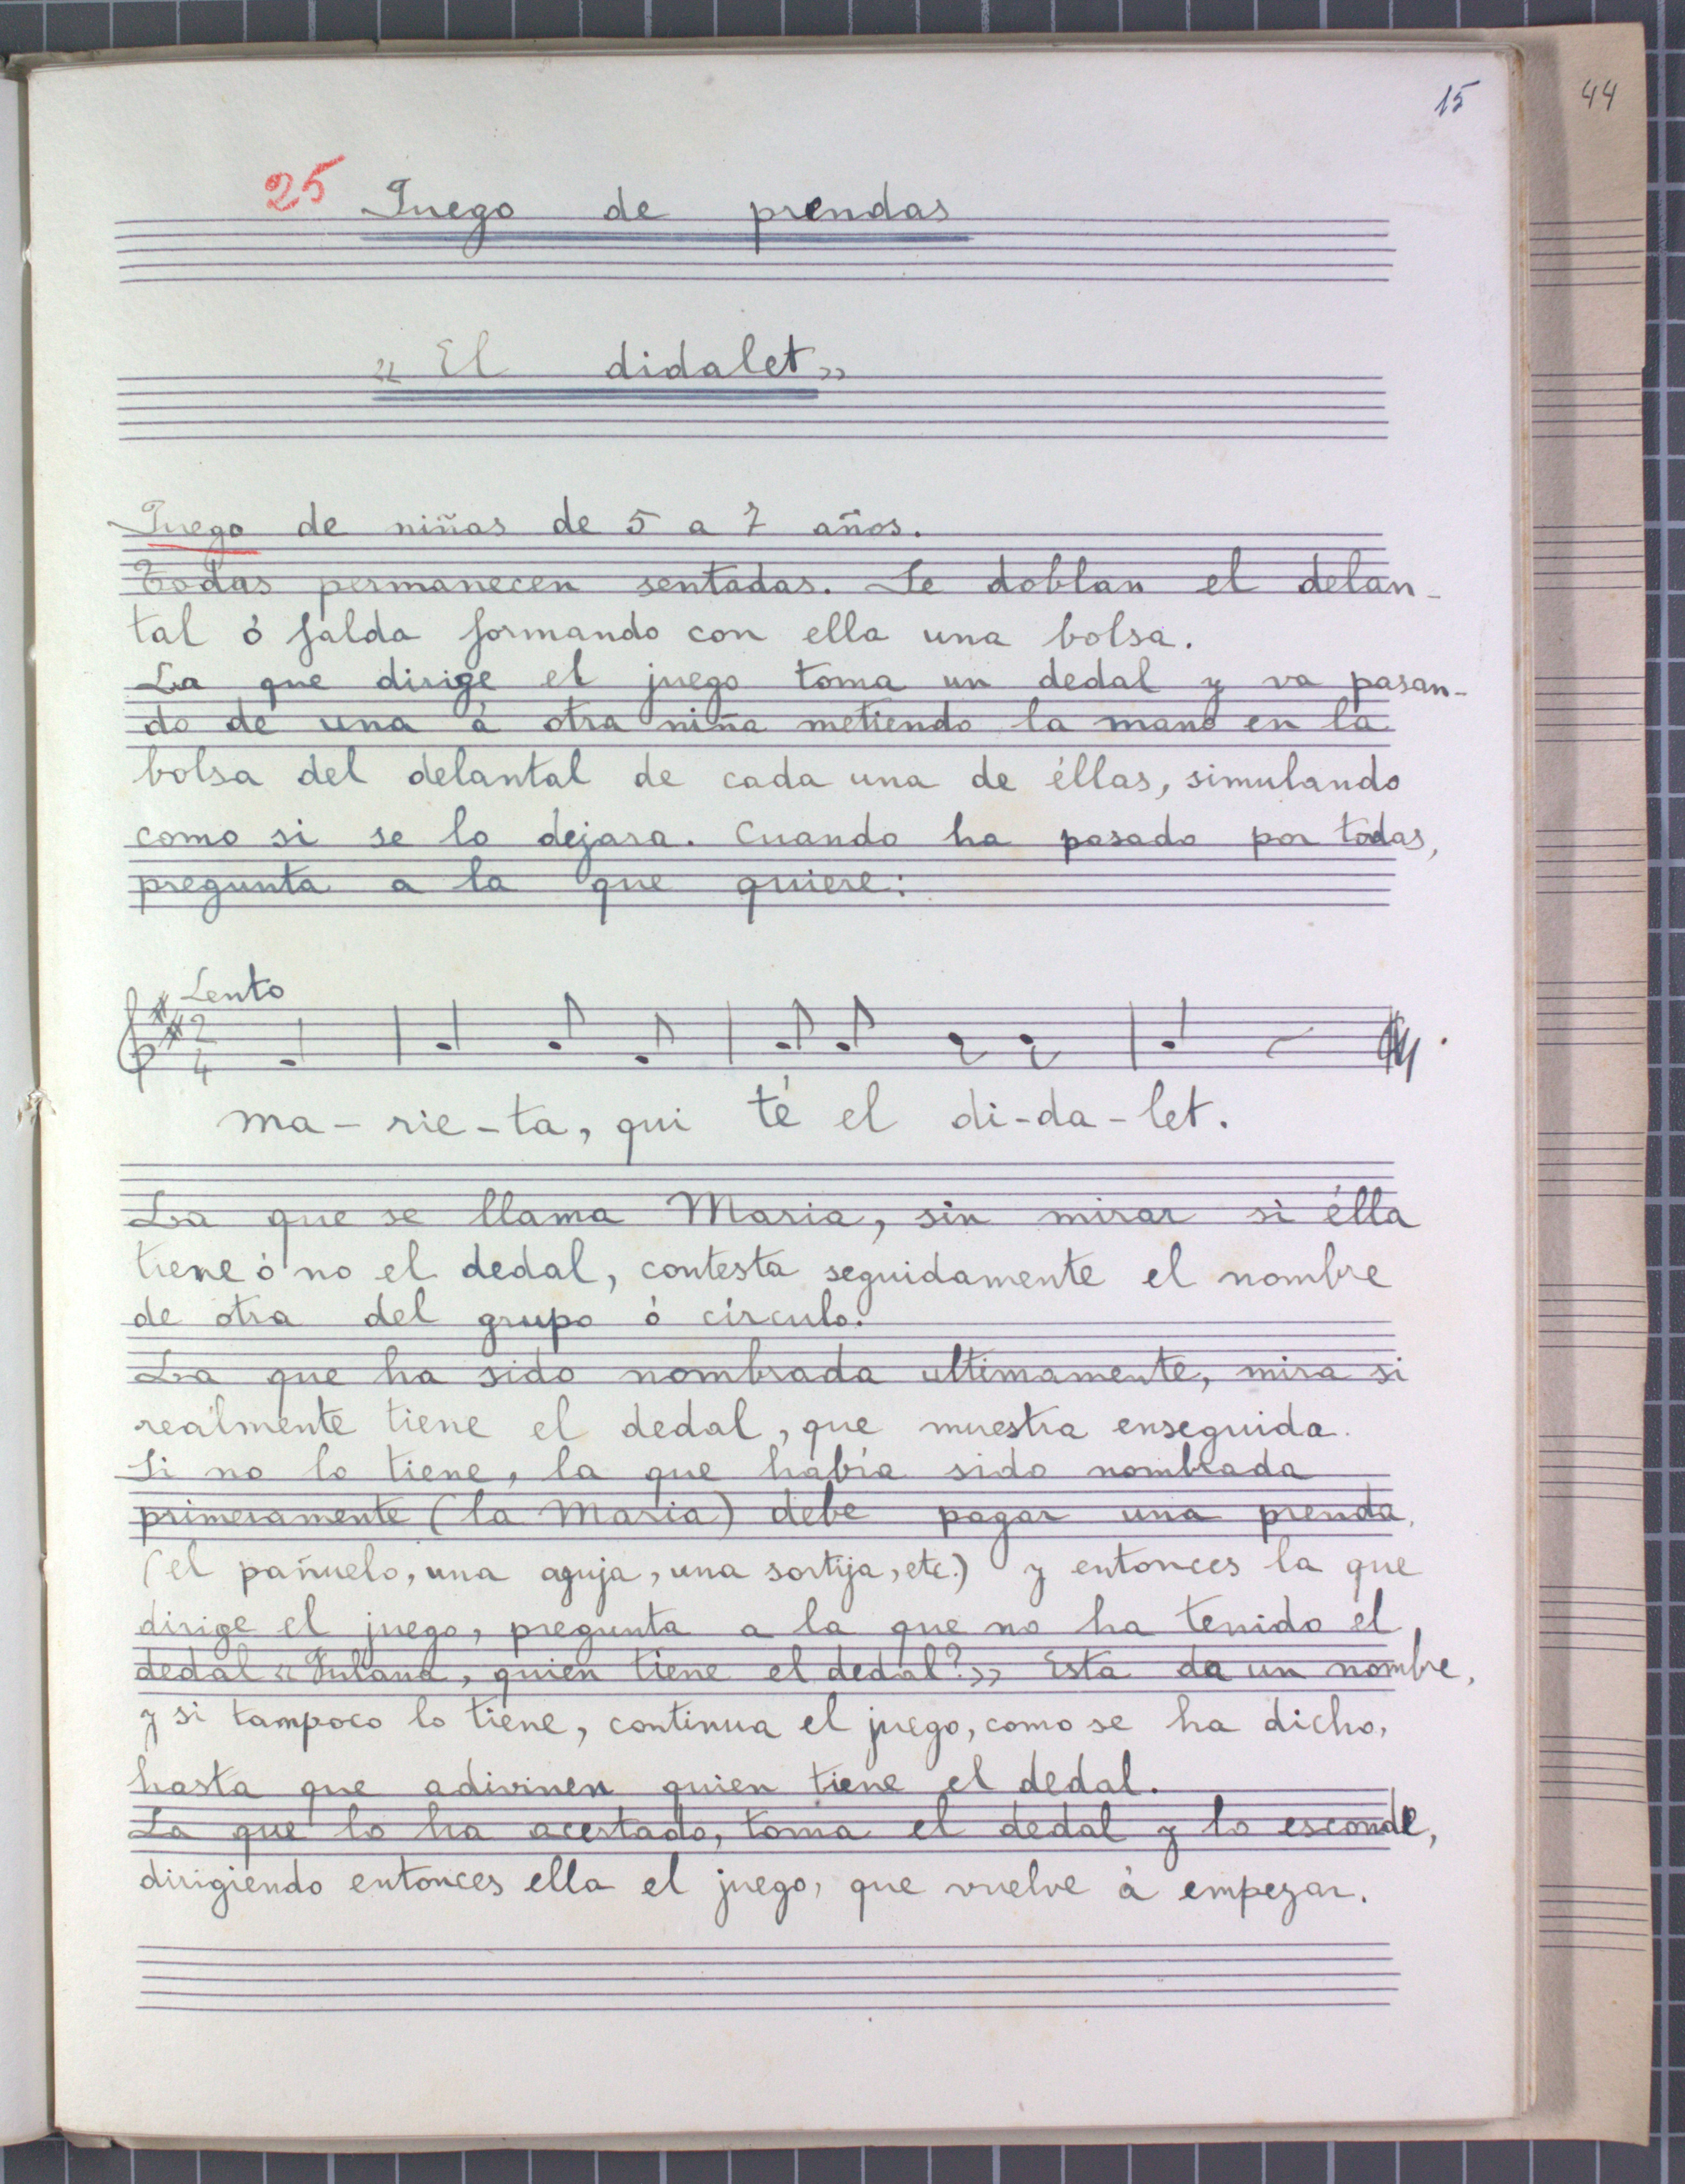 15
44
25 Juego de prendas
« El didalet»
Juego de niñas de 5 a 7 años.
Todas permanecen sentadas. Se doblan el delan-
tal ó falda formando con ella una bolsa.
La que dirige el juego toma un dedal y va pasan-
do de una á otra niña metiendo la mano en la
bolsa del delantal de cada una de éllas, simulando
como si se lo dejara. Cuando ha pasado por todas,
pregunta a la que quiere:
Lento
2
4
ma-rie-ta, qui té el di-da-let.
La que se llama Maria, sin mirar si élla
tiene ó no el dedal, contesta seguidamente el nombre
de otra del grupo ó círculo.
La que ha sido nombrada ultimamente, mira si
realmente tiene el dedal, que muestra enseguida.
Si no lo tiene, la que había sido nombrada
primeramente (la Maria) debe pagar una prenda,
(el pañuelo, una aguja, una sortija, etc.) y entonces la que
dirige el juego, pregunta a la que no ha tenido el
dedal « Fulana, quien tiene el dedal?» Esta da un nombre,
y si tampoco lo tiene, continua el juego, como se ha dicho,
hasta que adivinen quien tiene el dedal.
La que lo ha acertado, toma el dedal y lo esconde,
dirigiendo entonces ella el juego, que vuelve á empezar.